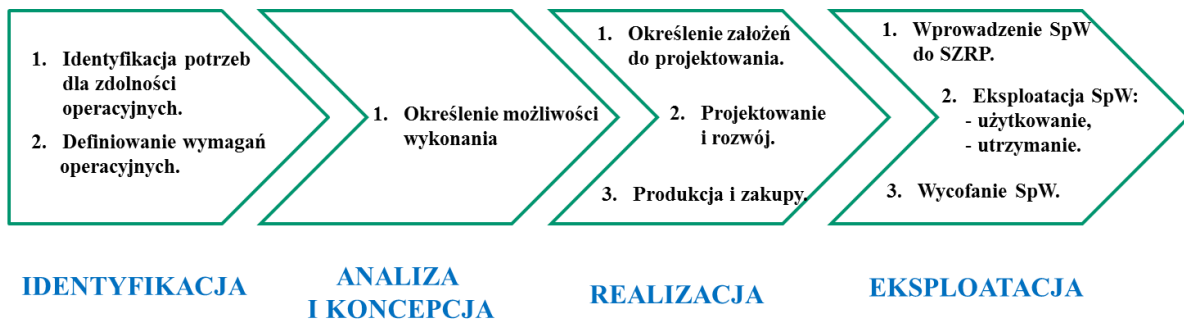 1. Identyfikacja potrzeb
dla zdolności
operacyjnych.
2. Definiowanie wymagań
operacyjnych.
1. Określenie możliwości
wykonania
1. Określenie założeń
do projektowania.
2. Projektowanie
i rozwój.
3. Produkcja i zakupy.
1. Wprowadzenie SpW
do SZRP.
2. Eksploatacja SpW:
- użytkowanie,
- utrzymanie.
3. Wycofanie SpW.
IDENTYFIKACJA
ANALIZA
I KONCEPCJA
REALIZACJA
EKSPLOATACJA